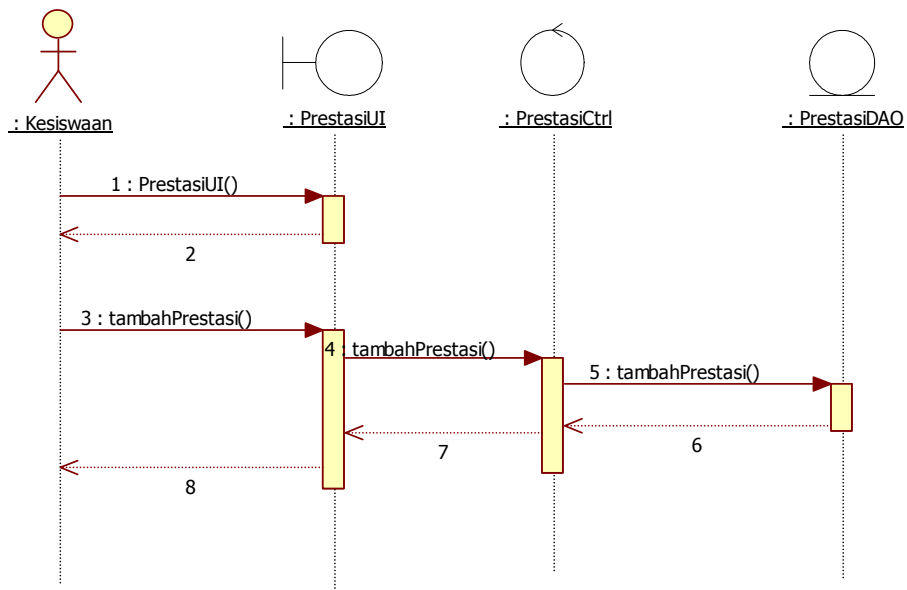 : Kesiswaan
: PrestasiUI
: PrestasiCtrl
: PrestasiDAO
1 : PrestasiUI()
2
3 : tambahPrestasi()
4 : tambahPrestasi()
5 : tambahPrestasi()
6
7
8